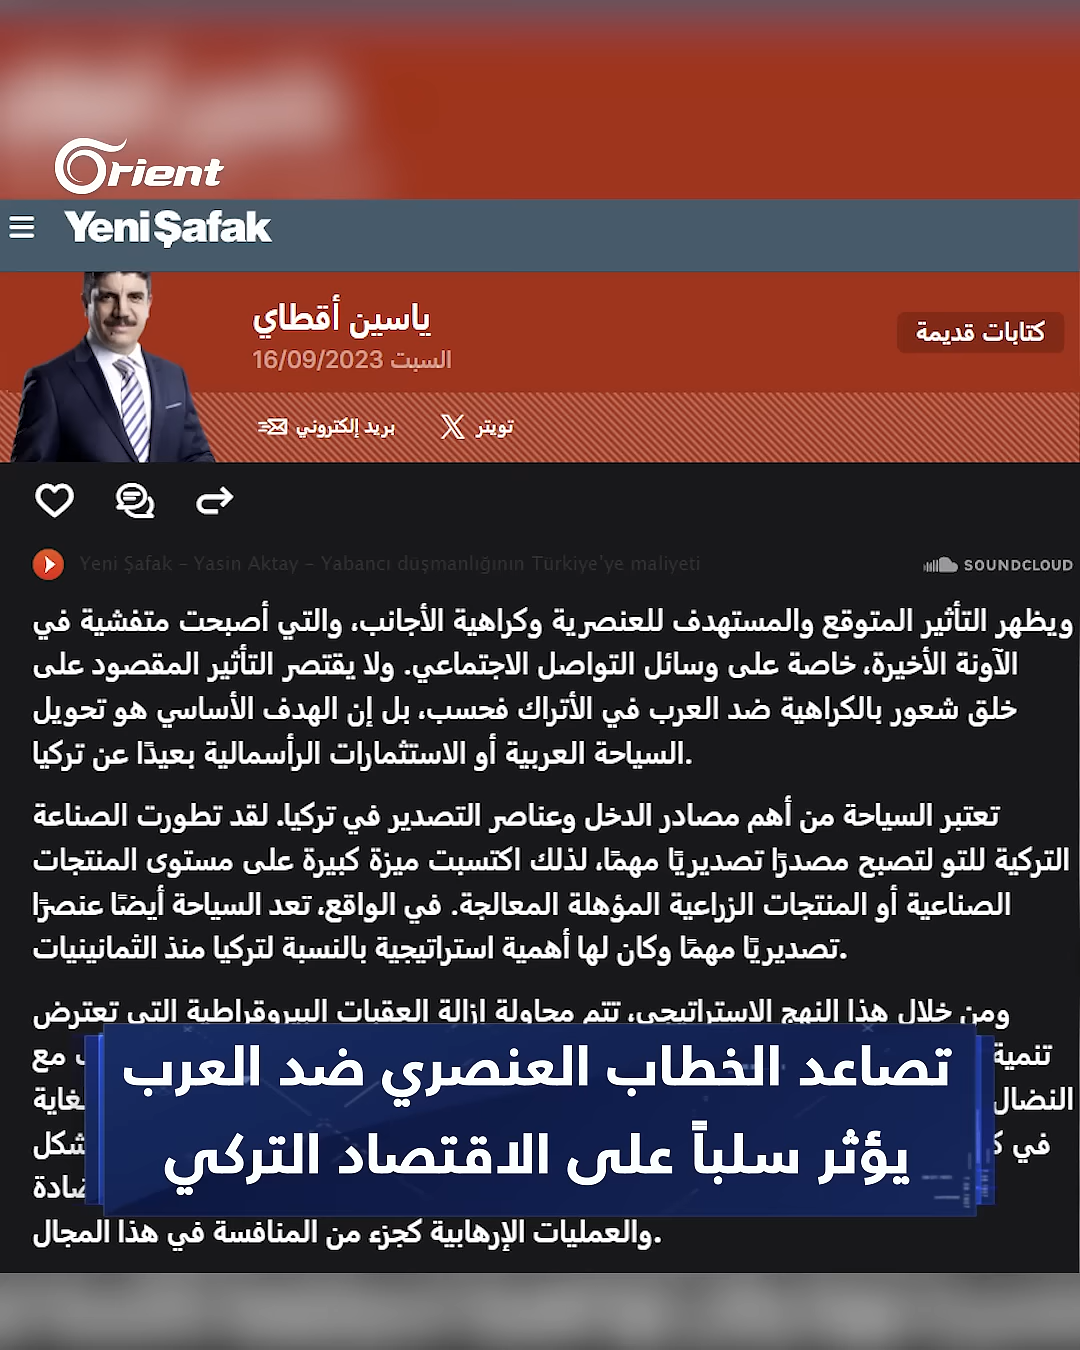 Orient
Yeni Şafak
ياسين أقطاي
كتابات قديمة
السبت 16/09/2023
تويتر
بريد إلكتروني
Yeni Şafak – Yasin Aktay – Yabancı düşmanlığının Türkiye'ye maliyeti
SOUNDCLOUD
ويظهر التأثير المتوقع والمستهدف للعنصرية وكراهية الأجانب، والتي أصبحت متفشية في
الآونة الأخيرة، خاصة على وسائل التواصل الاجتماعي. ولا يقتصر التأثير المقصود على
خلق شعور بالكراهية ضد العرب في الأتراك فحسب، بل إن الهدف الأساسي هو تحويل
السياحة العربية أو الاستثمارات الرأسمالية بعيدًا عن تركيا.
تعتبر السياحة من أهم مصادر الدخل وعناصر التصدير في تركيا. لقد تطورت الصناعة
التركية للتو لتصبح مصدرًا تصديريًا مهمًا، لذلك اكتسبت ميزة كبيرة على مستوى المنتجات
الصناعية أو المنتجات الزراعية المؤهلة المعالجة. في الواقع، تعد السياحة أيضًا عنصرًا
تصديريًا مهمًا وكان لها أهمية استراتيجية بالنسبة لتركيا منذ الثمانينيات.
ومن خلال هذا النهج الاستراتيجي، تتم محاولة إزالة العقبات البيروقراطية التي تعترض
تنمية مع
النضال
في
والعمليات الإرهابية كجزء من المنافسة في هذا المجال.
تصاعد الخطاب العنصري ضد العرب
يؤثر سلباً على الاقتصاد التركي